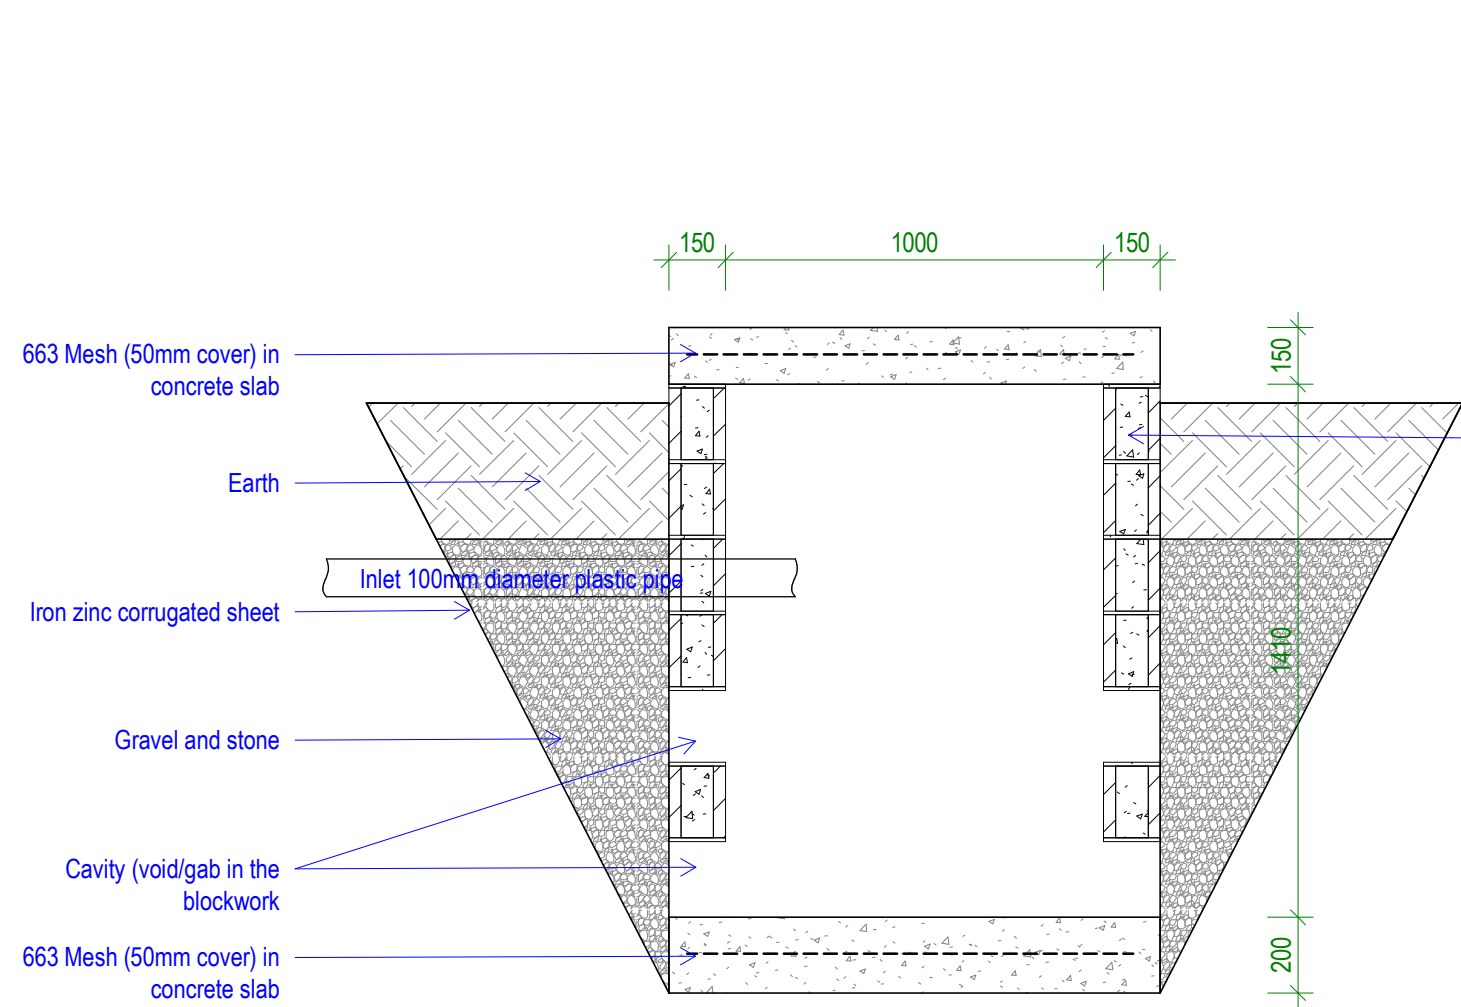 150
1000
150
663 Mesh (50mm cover) in
concrete slab
150
Earth
Inlet 100mm diameter plastic pipe
Iron zinc corrugated sheet
1410
Gravel and stone
Cavity (void/gab in the
blockwork
663 Mesh (50mm cover) in
concrete slab
200